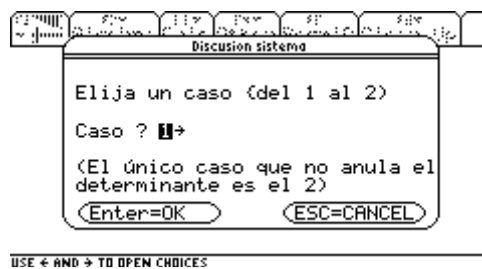 Discusion sistema
Elija un caso (del 1 al 2)
Caso ? 1→
(El único caso que no anula el
determinante es el 2)
Enter=OK ESC=CANCEL
USE ← AND → TO OPEN CHOICES